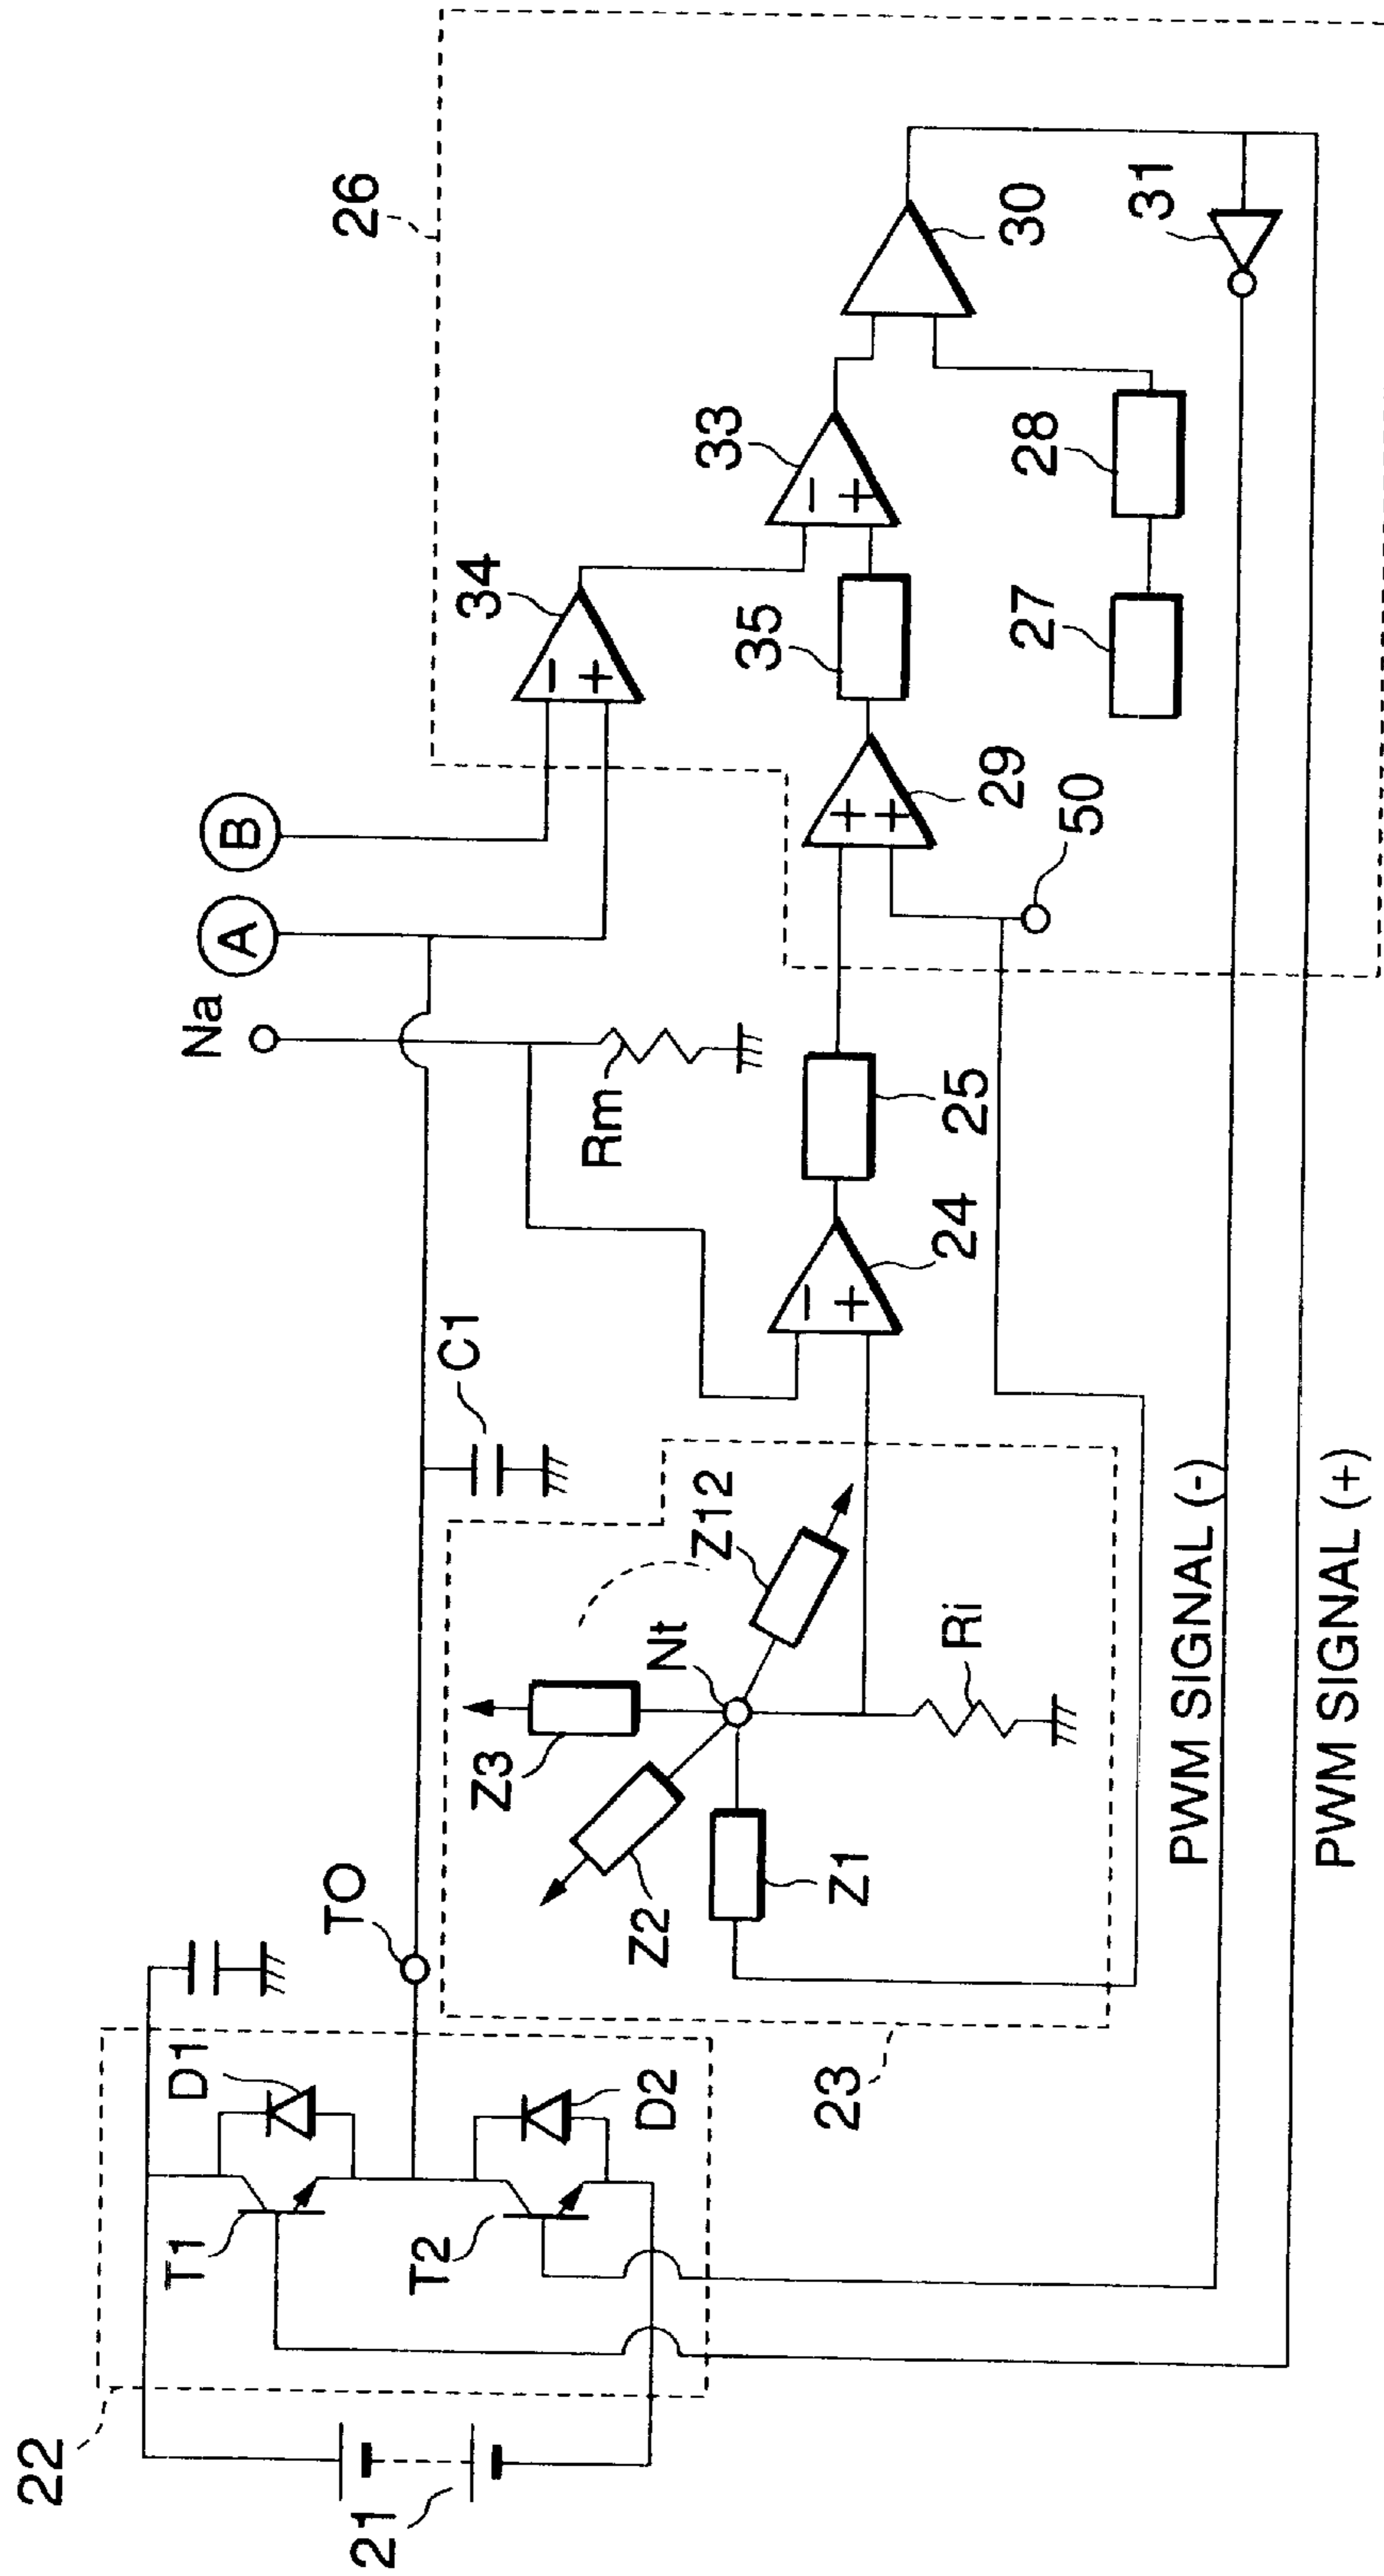 22
21
T1
T2
D1
D2
TO
23
Z1
Z2
Z3
Nt
Z12
Ri
C1
Na
A
B
Rm
24
−
+
25
26
29
+
+
50
34
−
+
35
33
−
+
27
28
30
31
PWM SIGNAL (-)
PWM SIGNAL (+)